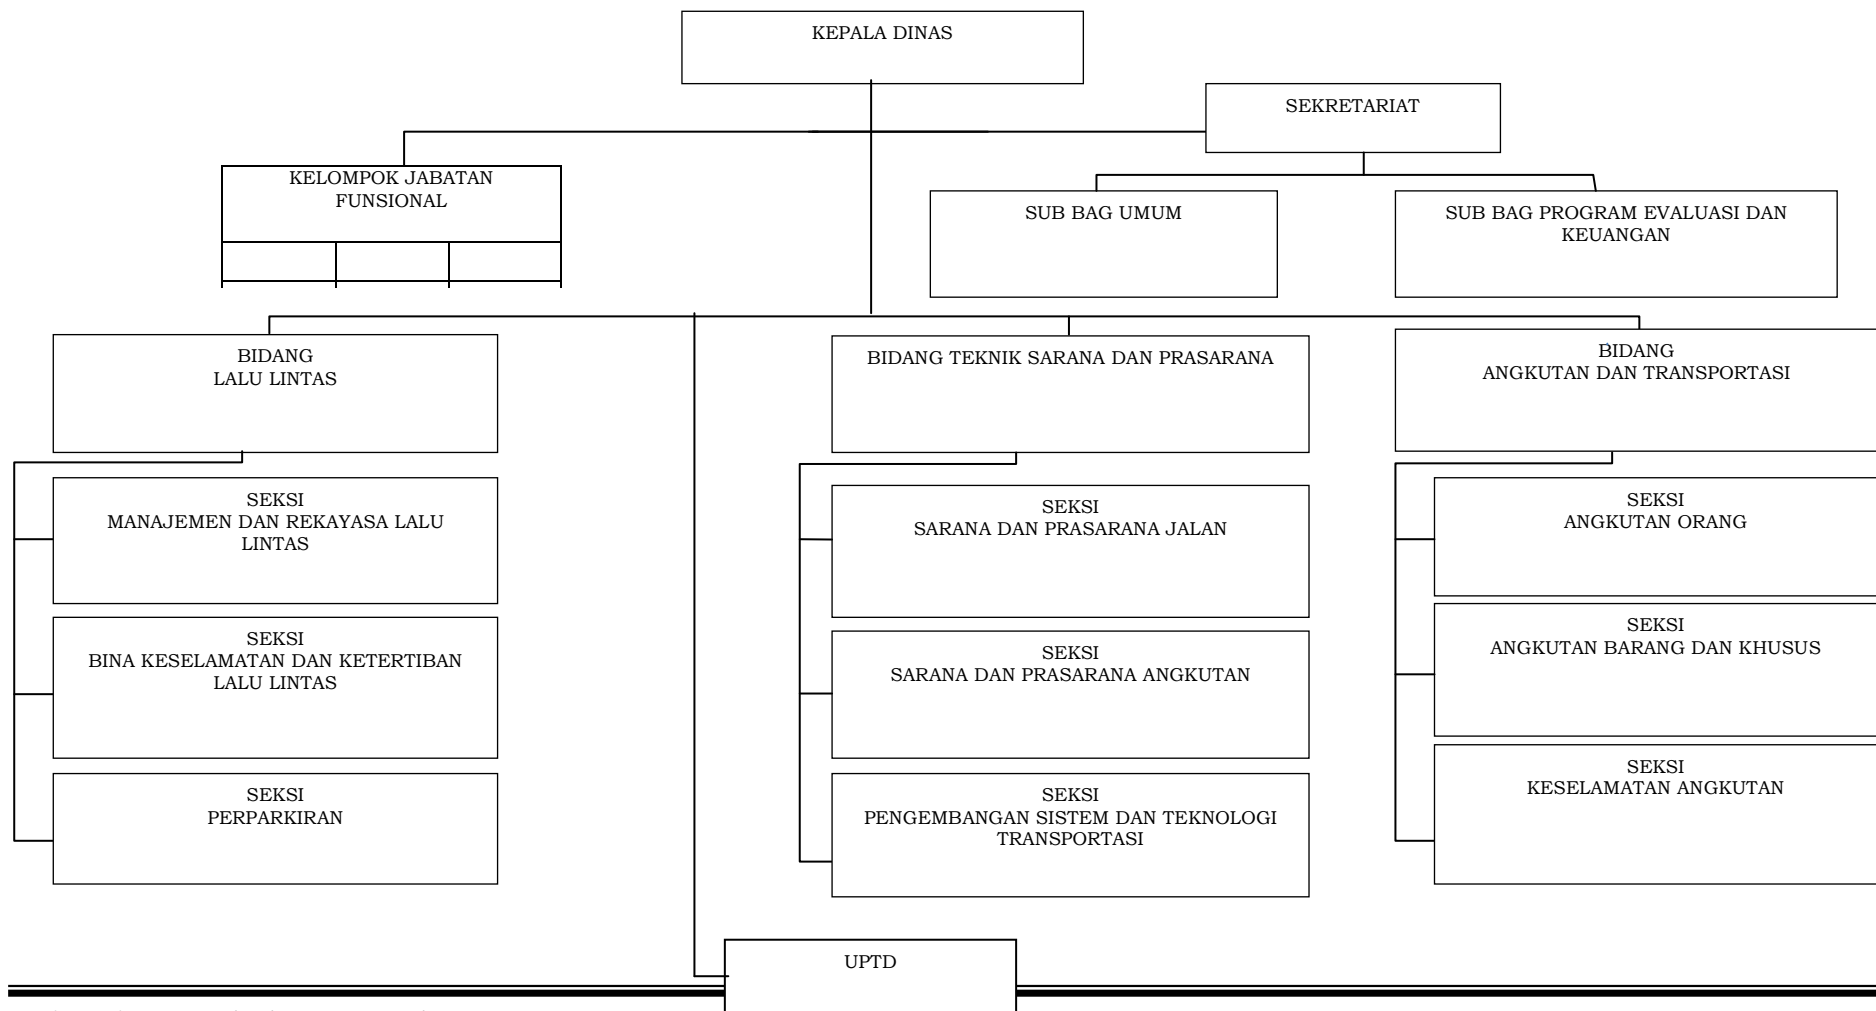 KEPALA DINAS
SEKRETARIAT
KELOMPOK JABATAN
FUNSIONAL
SUB BAG UMUM
SUB BAG PROGRAM EVALUASI DAN
KEUANGAN
BIDANG
LALU LINTAS
BIDANG TEKNIK SARANA DAN PRASARANA
BIDANG
ANGKUTAN DAN TRANSPORTASI
SEKSI
MANAJEMEN DAN REKAYASA LALU
LINTAS
SEKSI
BINA KESELAMATAN DAN KETERTIBAN
LALU LINTAS
SEKSI
PERPARKIRAN
SEKSI
SARANA DAN PRASARANA JALAN
SEKSI
SARANA DAN PRASARANA ANGKUTAN
SEKSI
PENGEMBANGAN SISTEM DAN TEKNOLOGI
TRANSPORTASI
SEKSI
ANGKUTAN ORANG
SEKSI
ANGKUTAN BARANG DAN KHUSUS
SEKSI
KESELAMATAN ANGKUTAN
UPTD